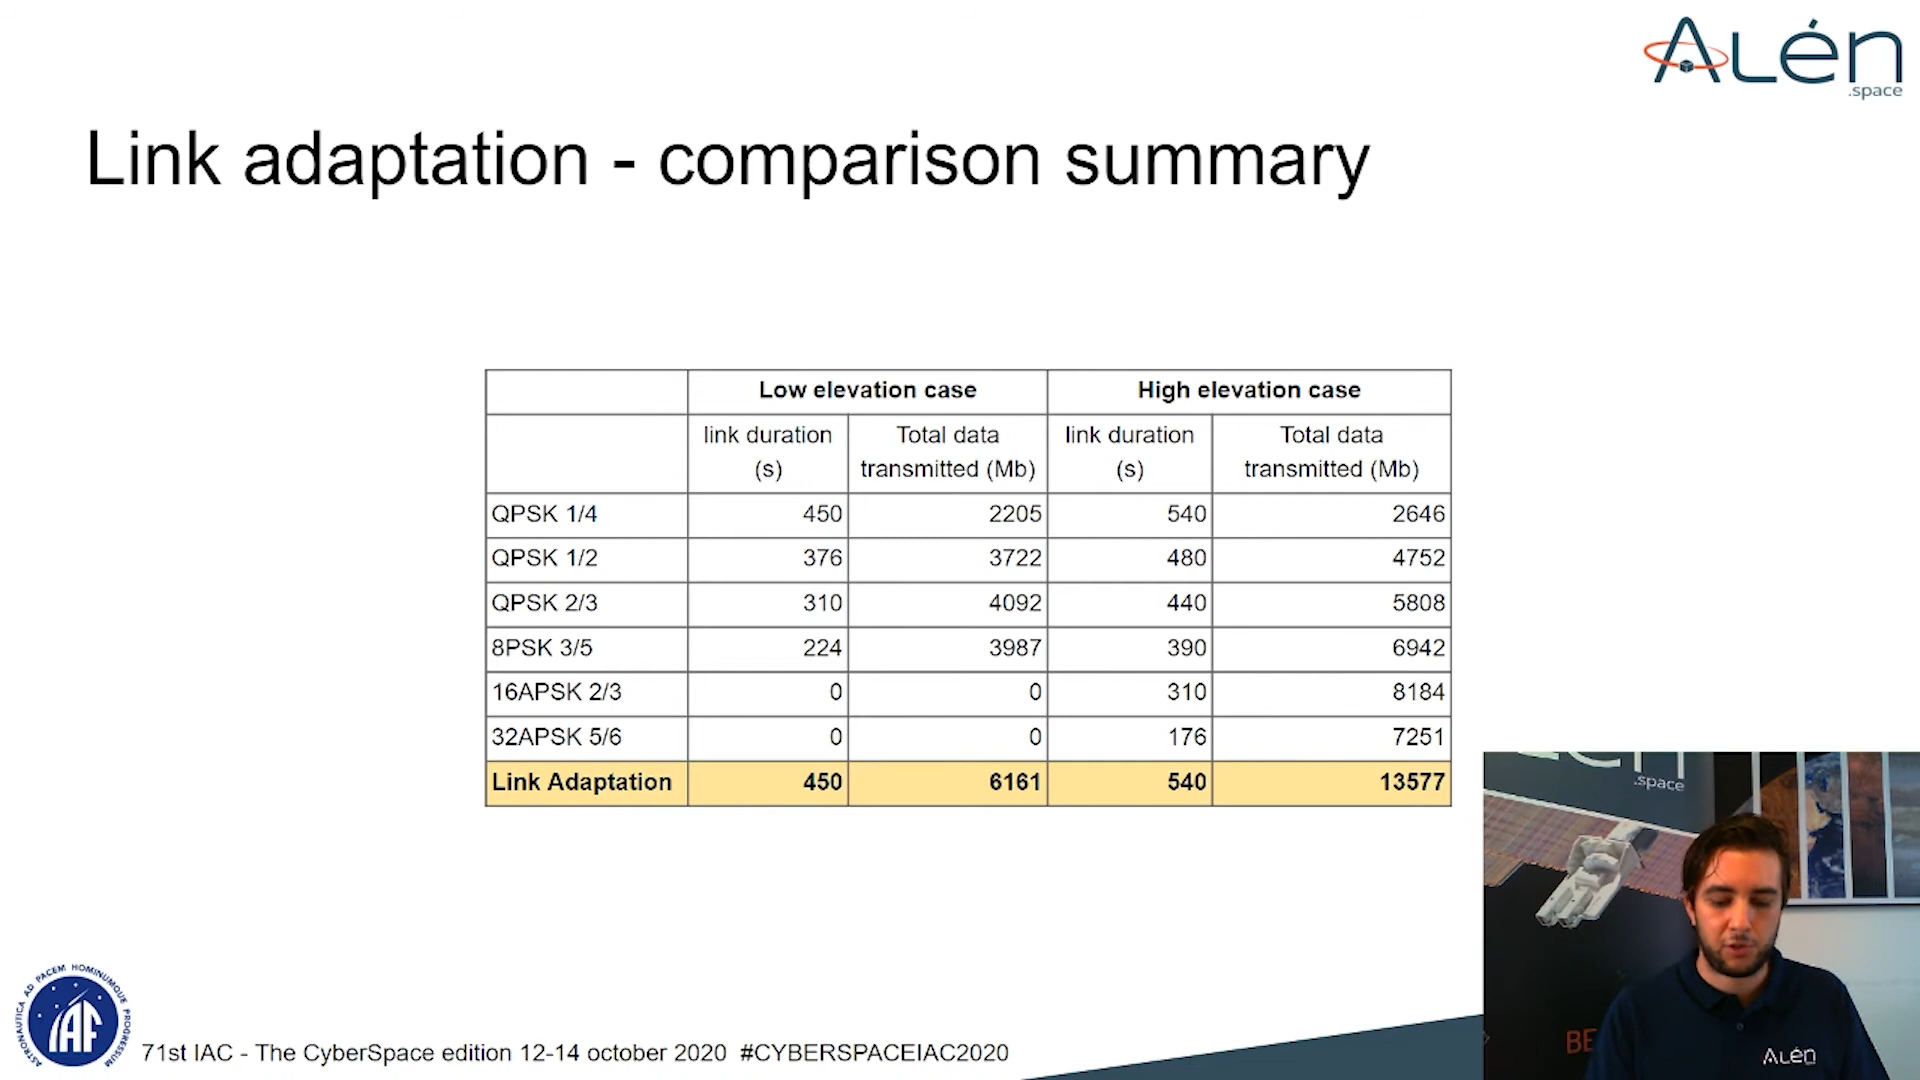 Alén
.space
Link adaptation - comparison summary
Low elevation case High elevation case
link duration (s) Total data transmitted (Mb) link duration (s) Total data transmitted (Mb)
QPSK 1/4 450 2205 540 2646
QPSK 1/2 376 3722 480 4752
QPSK 2/3 310 4092 440 5808
8PSK 3/5 224 3987 390 6942
16APSK 2/3 0 0 310 8184
32APSK 5/6 0 0 176 7251
Link Adaptation 450 6161 540 13577
.space
ASTRONAUTICA AD PACEM HOMINUMQUE PROGRESSUM
IAF
71st IAC - The CyberSpace edition 12-14 october 2020 #CYBERSPACEIAC2020
BE
Alén